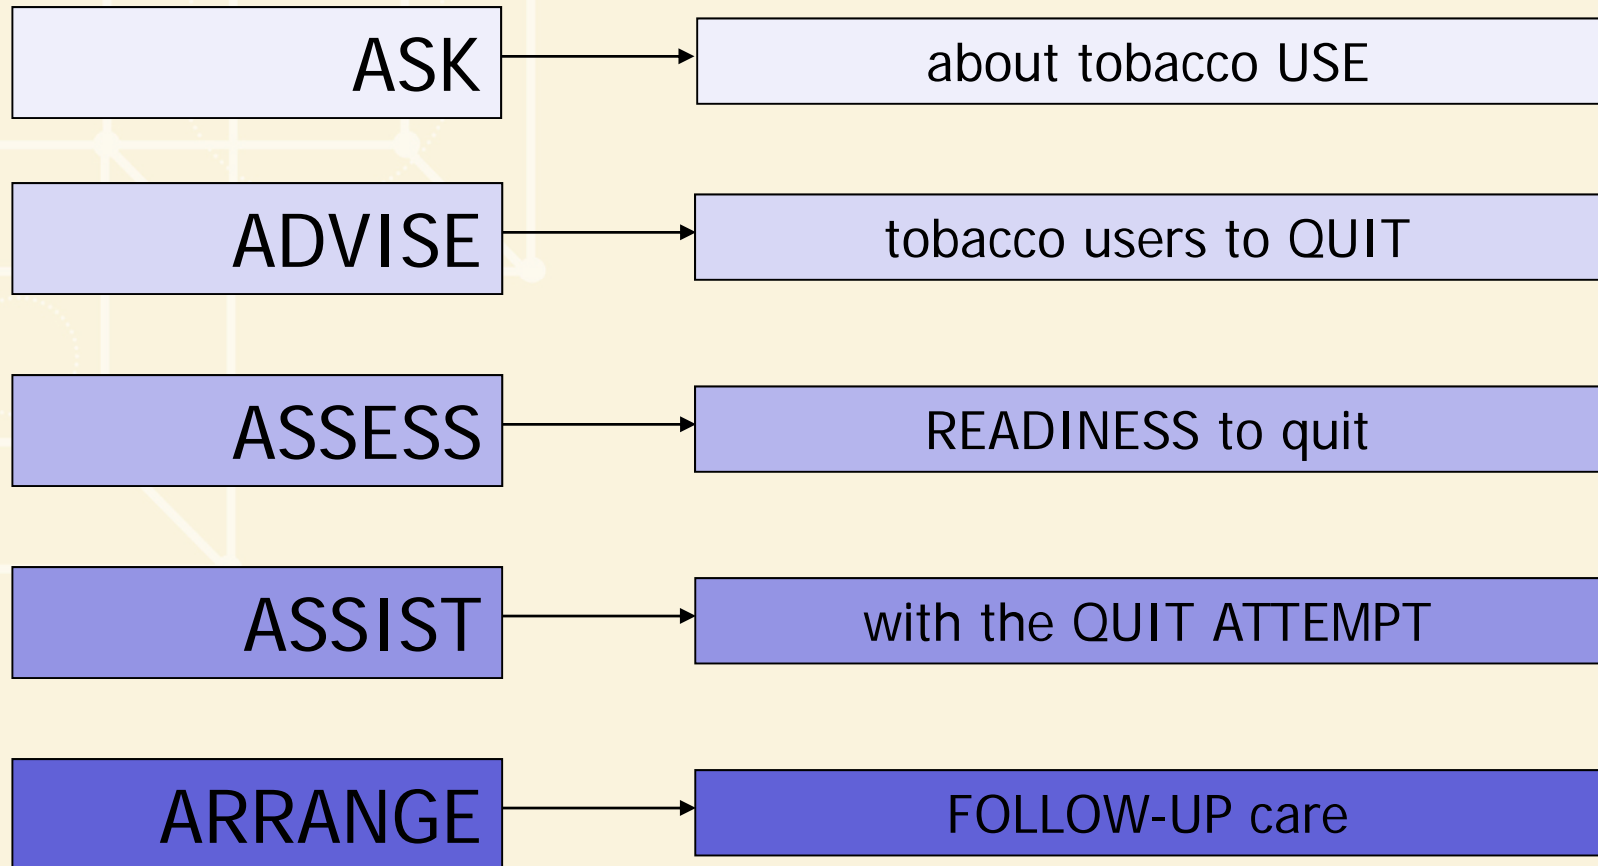 ASK
about tobacco USE
ADVISE
tobacco users to QUIT
ASSESS
READINESS to quit
ASSIST
with the QUIT ATTEMPT
ARRANGE
FOLLOW-UP care